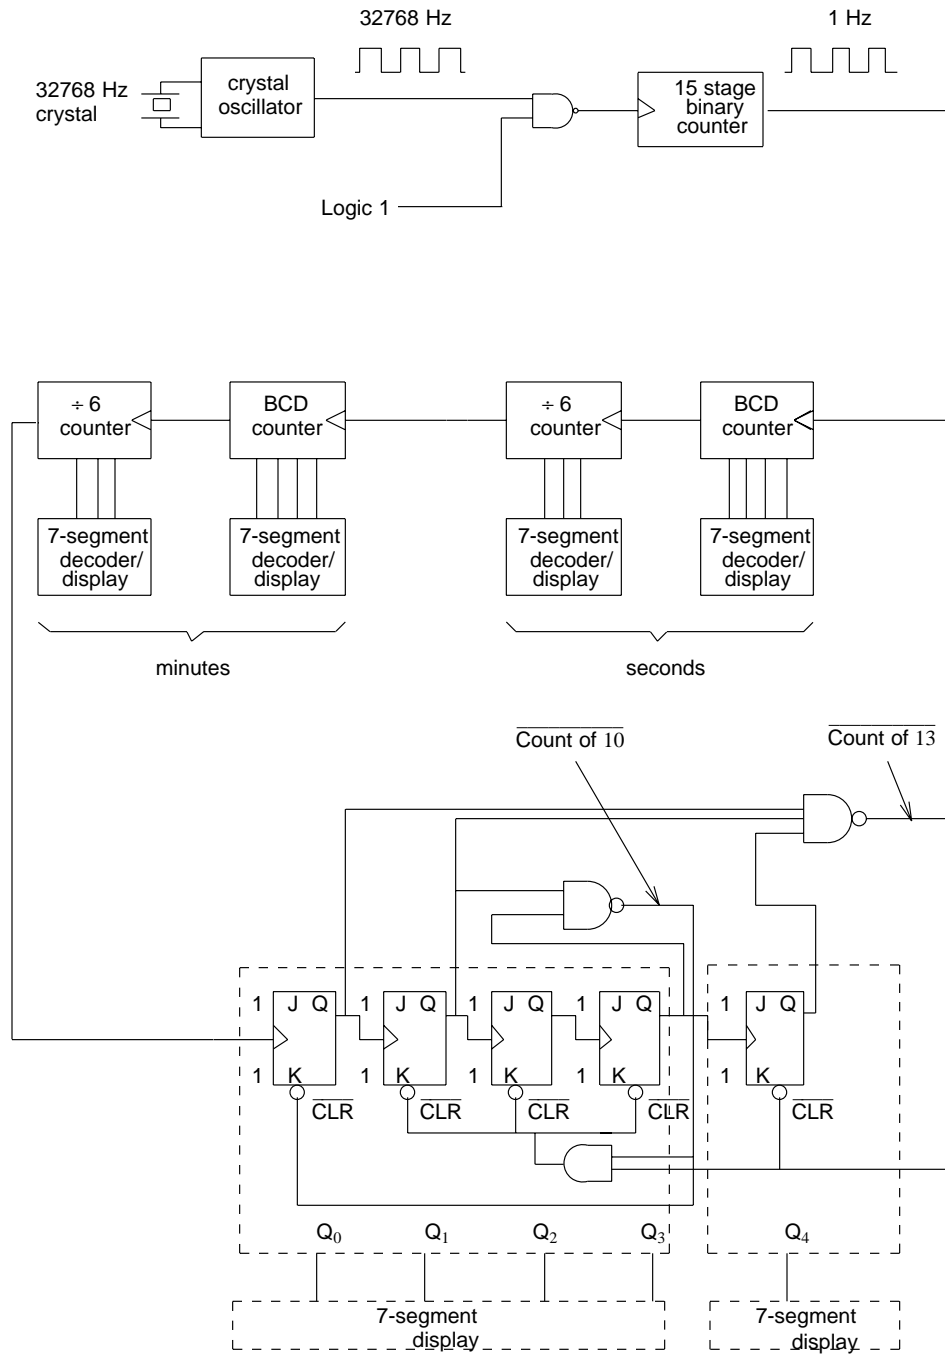 32768 Hz
1 Hz
32768 Hz
crystal
crystal
oscillator
15 stage
binary
counter
Logic 1
÷ 6
counter
BCD
counter
÷ 6
counter
BCD
counter
7-segment
decoder/
display
7-segment
decoder/
display
7-segment
decoder/
display
7-segment
decoder/
display
minutes
seconds
Count of 10
Count of 13
1 J Q 1 J Q 1 J Q 1 J Q 1 J Q
1 K 1 K 1 K 1 K 1 K
CLR CLR CLR CLR CLR
Q0 Q1 Q2 Q3 Q4
7-segment
display
7-segment
display